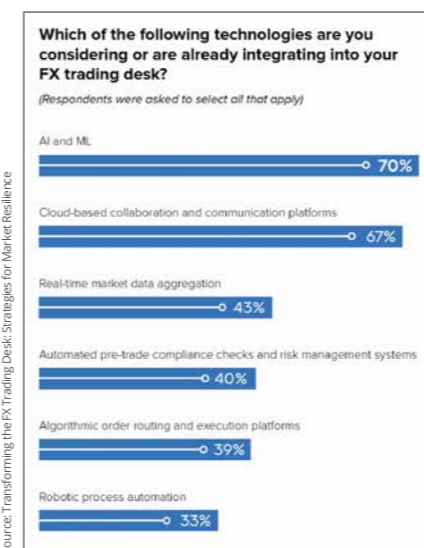 Which of the following technologies are you
considering or are already integrating into your
FX trading desk?
(Respondents were asked to select all that apply)
AI and ML
70%
Cloud-based collaboration and communication platforms
67%
Real-time market data aggregation
43%
Automated pre-trade compliance checks and risk management systems
40%
Algorithmic order routing and execution platforms
39%
Robotic process automation
33%
ource: Transforming the FX Trading Desk: Strategies for Market Resilience